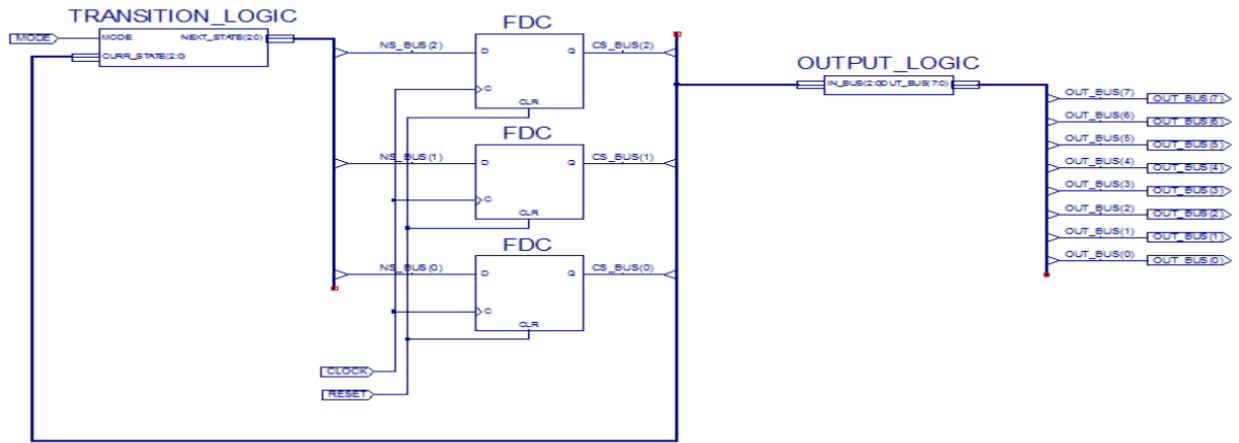 TRANSITION_LOGIC
MODE
MODE
NEXT_STATE(2:0)
CURR_STATE(2:0)
FDC
NS_BUS(2)
D
Q
CS_BUS(2)
C
CLR
FDC
NS_BUS(1)
D
Q
CS_BUS(1)
C
CLR
FDC
NS_BUS(0)
D
Q
CS_BUS(0)
C
CLR
CLOCK
RESET
OUTPUT_LOGIC
IN_BUS(2:0)
OUT_BUS(7:0)
OUT_BUS(7)
OUT_BUS(7)
OUT_BUS(6)
OUT_BUS(6)
OUT_BUS(5)
OUT_BUS(5)
OUT_BUS(4)
OUT_BUS(4)
OUT_BUS(3)
OUT_BUS(3)
OUT_BUS(2)
OUT_BUS(2)
OUT_BUS(1)
OUT_BUS(1)
OUT_BUS(0)
OUT_BUS(0)